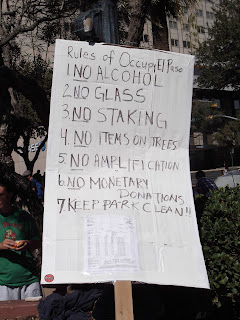 Rules of Occupy El Paso
1. NO ALCOHOL
2. NO GLASS
3. NO STAKING
4. NO ITEMS ON TREES
5. NO AMPLIFICATION
6. NO MONETARY
DONATIONS
7. KEEP PARK CLEAN!!